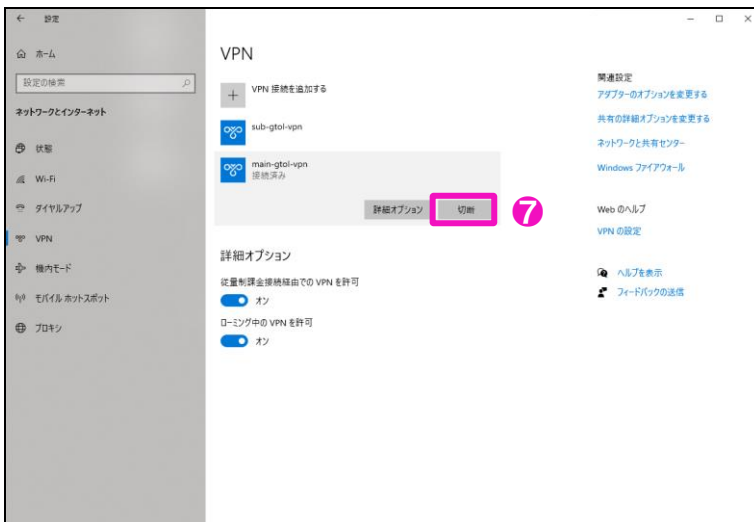 設定
ホーム
設定の検索
ネットワークとインターネット
状態
Wi-Fi
ダイヤルアップ
VPN
機内モード
モバイル ホットスポット
プロキシ
VPN
VPN 接続を追加する
sub-gtol-vpn
main-gtol-vpn
接続済み
詳細オプション
切断
7
詳細オプション
従量制課金接続経由での VPN を許可
オン
ローミング中の VPN を許可
オン
関連設定
アダプターのオプションを変更する
共有の詳細オプションを変更する
ネットワークと共有センター
Windows ファイアウォール
Web のヘルプ
VPN の設定
ヘルプを表示
フィードバックの送信